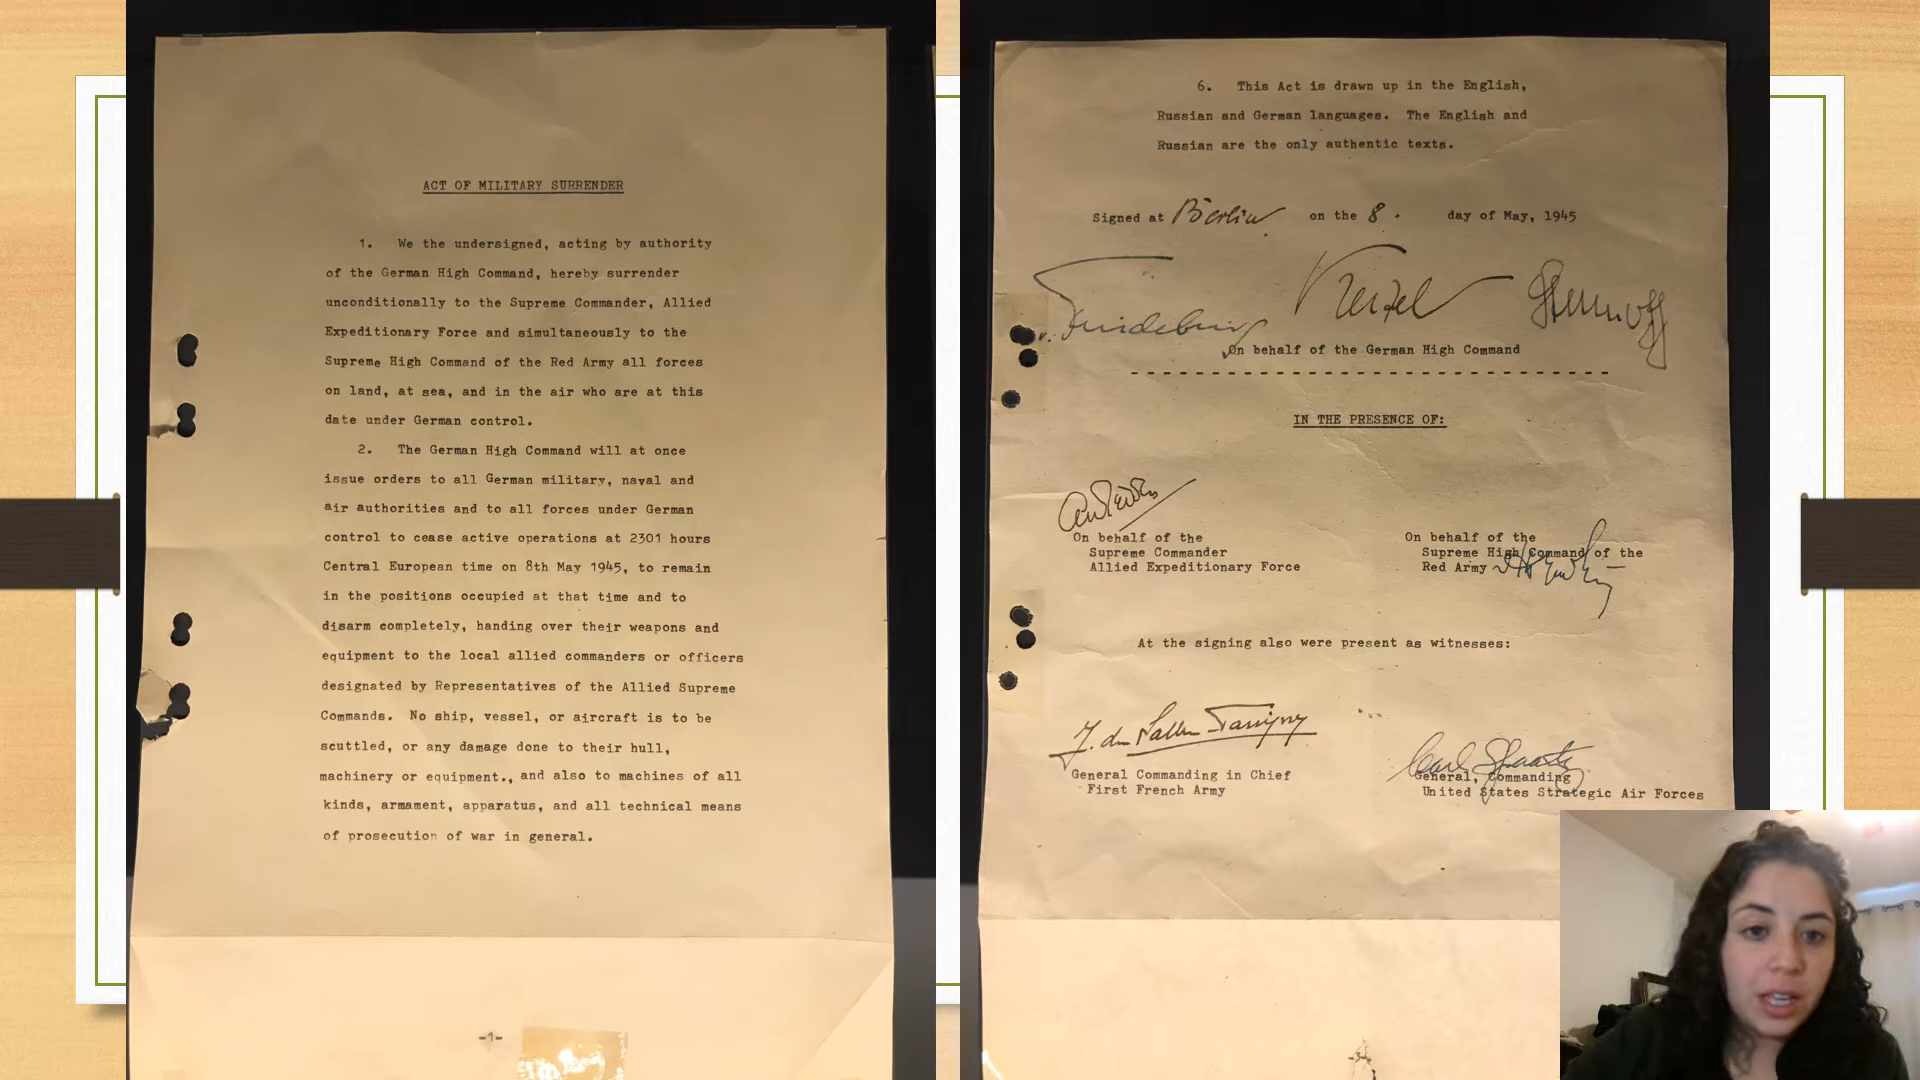 ACT OF MILITARY SURRENDER
1. We the undersigned, acting by authority
of the German High Command, hereby surrender
unconditionally to the Supreme Commander, Allied
Expeditionary Force and simultaneously to the
Supreme High Command of the Red Army all forces
on land, at sea, and in the air who are at this
date under German control.
2. The German High Command will at once
issue orders to all German military, naval and
air authorities and to all forces under German
control to cease active operations at 2301 hours
Central European time on 8th May 1945, to remain
in the positions occupied at that time and to
disarm completely, handing over their weapons and
equipment to the local allied commanders or officers
designated by Representatives of the Allied Supreme
Commands. No ship, vessel, or aircraft is to be
scuttled, or any damage done to their hull,
machinery or equipment., and also to machines of all
kinds, armament, apparatus, and all technical means
of prosecution of war in general.
-1-
6. This Act is drawn up in the English,
Russian and German languages. The English and
Russian are the only authentic texts.
Signed at Berlin on the 8. day of May, 1945
Keitel
On behalf of the German High Command
IN THE PRESENCE OF:
On behalf of the
Supreme Commander
Allied Expeditionary Force
On behalf of the
Supreme High Command of the
Red Army
At the signing also were present as witnesses:
General Commanding in Chief
First French Army
Carl Spaatz
General, Commanding
United States Strategic Air Forces